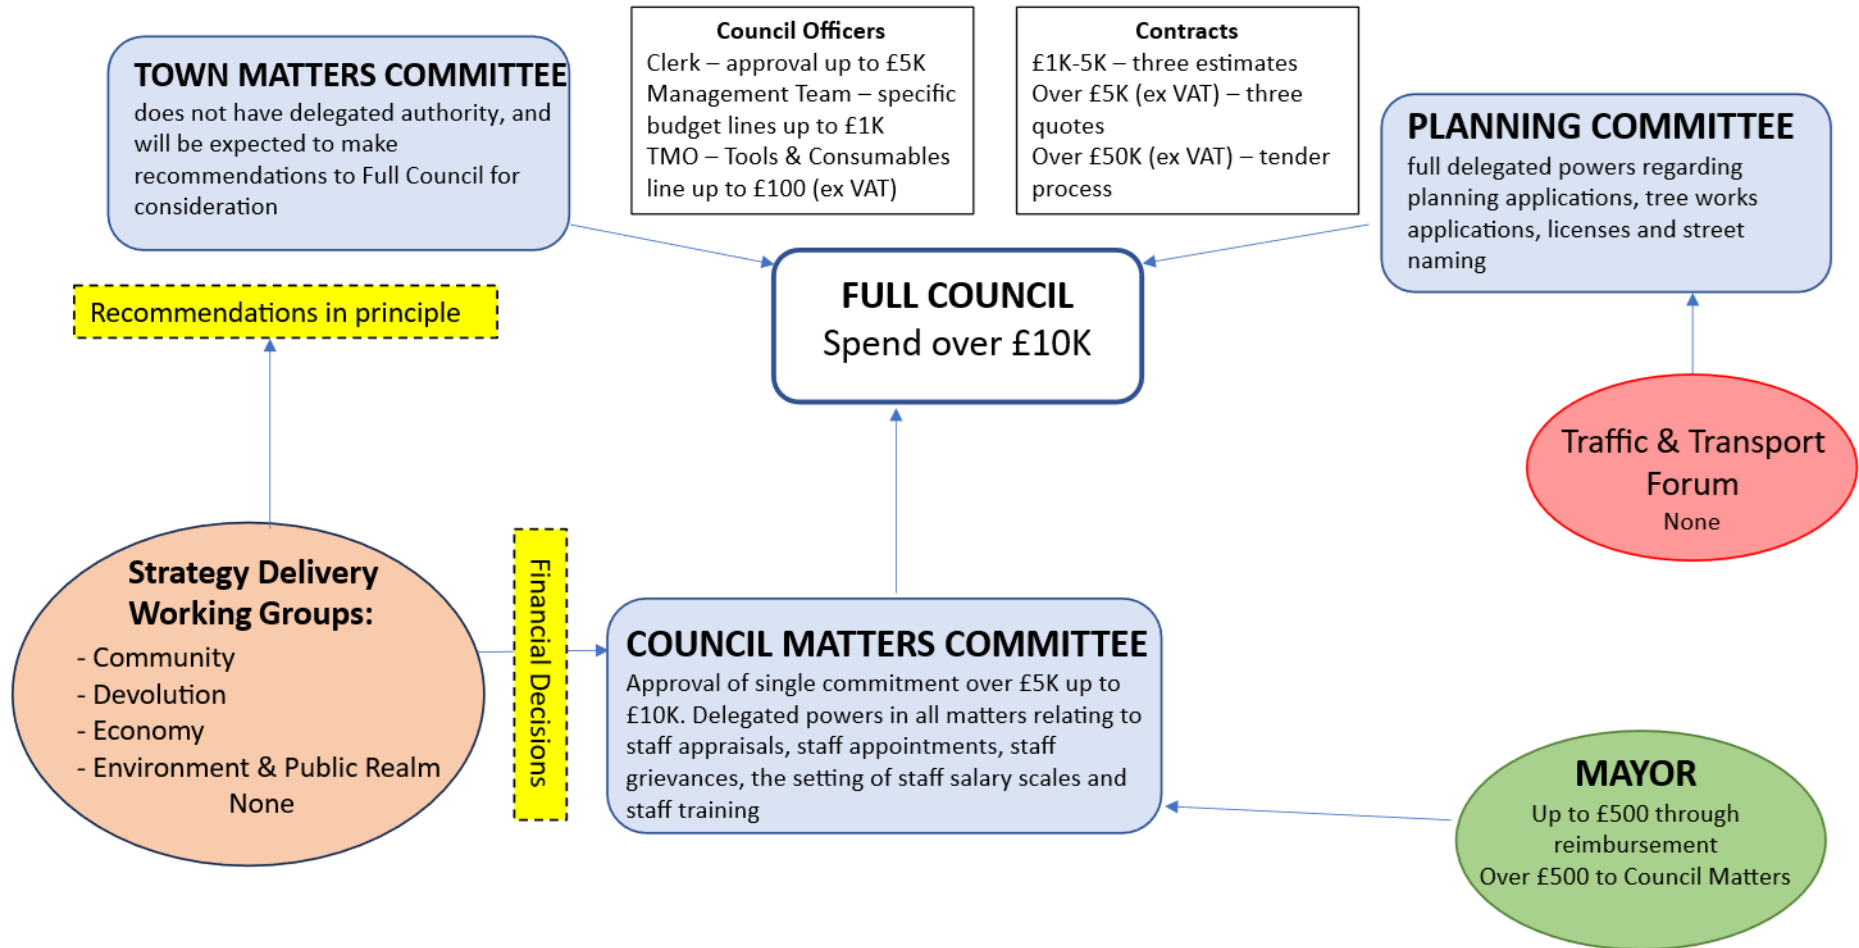 TOWN MATTERS COMMITTEE
does not have delegated authority, and
will be expected to make
recommendations to Full Council for
consideration
Council Officers
Clerk – approval up to £5K
Management Team – specific
budget lines up to £1K
TMO – Tools & Consumables
line up to £100 (ex VAT)
Contracts
£1K-5K – three estimates
Over £5K (ex VAT) – three
quotes
Over £50K (ex VAT) – tender
process
PLANNING COMMITTEE
full delegated powers regarding
planning applications, tree works
applications, licenses and street
naming
Recommendations in principle
FULL COUNCIL
Spend over £10K
Traffic & Transport
Forum
None
Strategy Delivery
Working Groups:
- Community
- Devolution
- Economy
- Environment & Public Realm
None
Financial Decisions
COUNCIL MATTERS COMMITTEE
Approval of single commitment over £5K up to
£10K. Delegated powers in all matters relating to
staff appraisals, staff appointments, staff
grievances, the setting of staff salary scales and
staff training
MAYOR
Up to £500 through
reimbursement
Over £500 to Council Matters